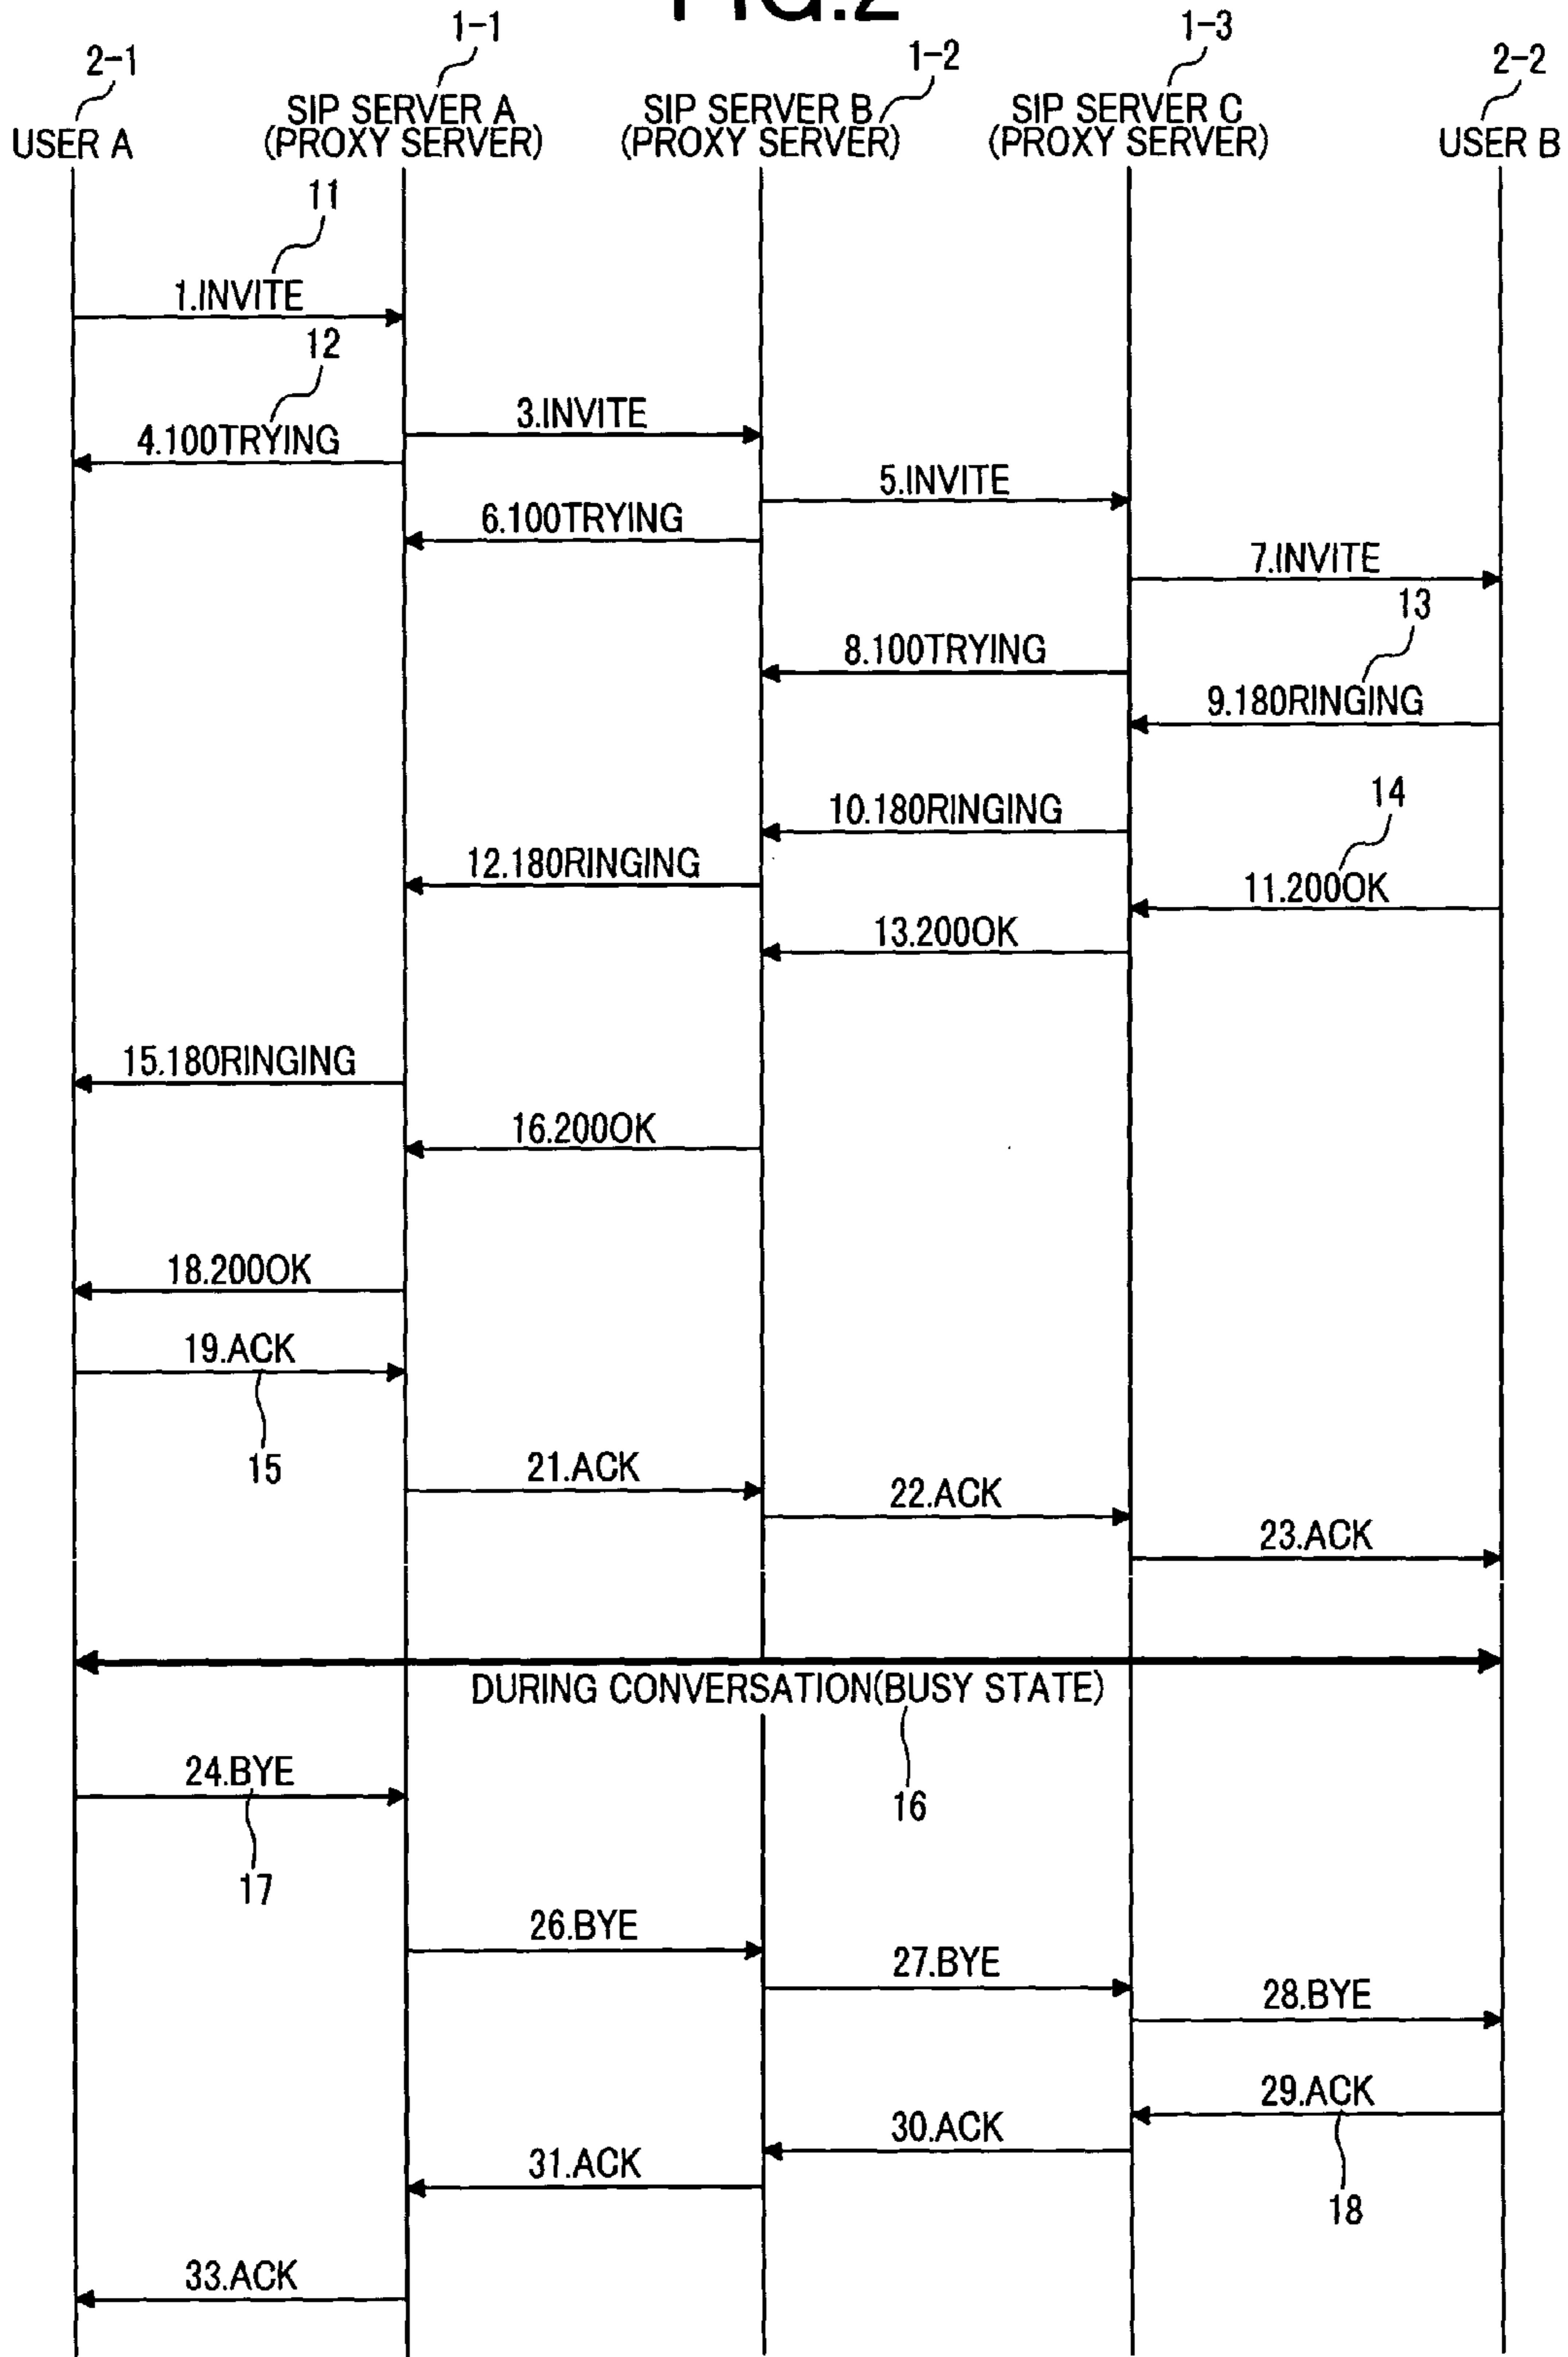 FIG.2
2-1
1-1
1-2
1-3
2-2
USER A
SIP SERVER A
(PROXY SERVER)
SIP SERVER B
(PROXY SERVER)
SIP SERVER C
(PROXY SERVER)
USER B
11
1.INVITE
12
3.INVITE
4.100TRYING
5.INVITE
6.100TRYING
7.INVITE
13
8.100TRYING
9.180RINGING
14
10.180RINGING
12.180RINGING
11.200OK
13.200OK
15.180RINGING
16.200OK
18.200OK
19.ACK
15
21.ACK
22.ACK
23.ACK
DURING CONVERSATION(BUSY STATE)
16
24.BYE
17
26.BYE
27.BYE
28.BYE
29.ACK
18
30.ACK
31.ACK
33.ACK